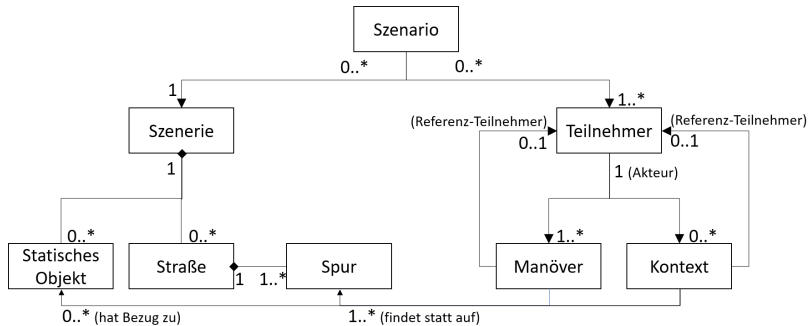 Szenario
0..* 0..*
1 1..*
Szenerie
(Referenz-Teilnehmer) Teilnehmer (Referenz-Teilnehmer)
0..1 0..1
1 1 (Akteur)
0..* 0..* 1..* 0..*
Statisches
Objekt
Straße 1 1..* Spur Manöver Kontext
0..* (hat Bezug zu) 1..* (findet statt auf)